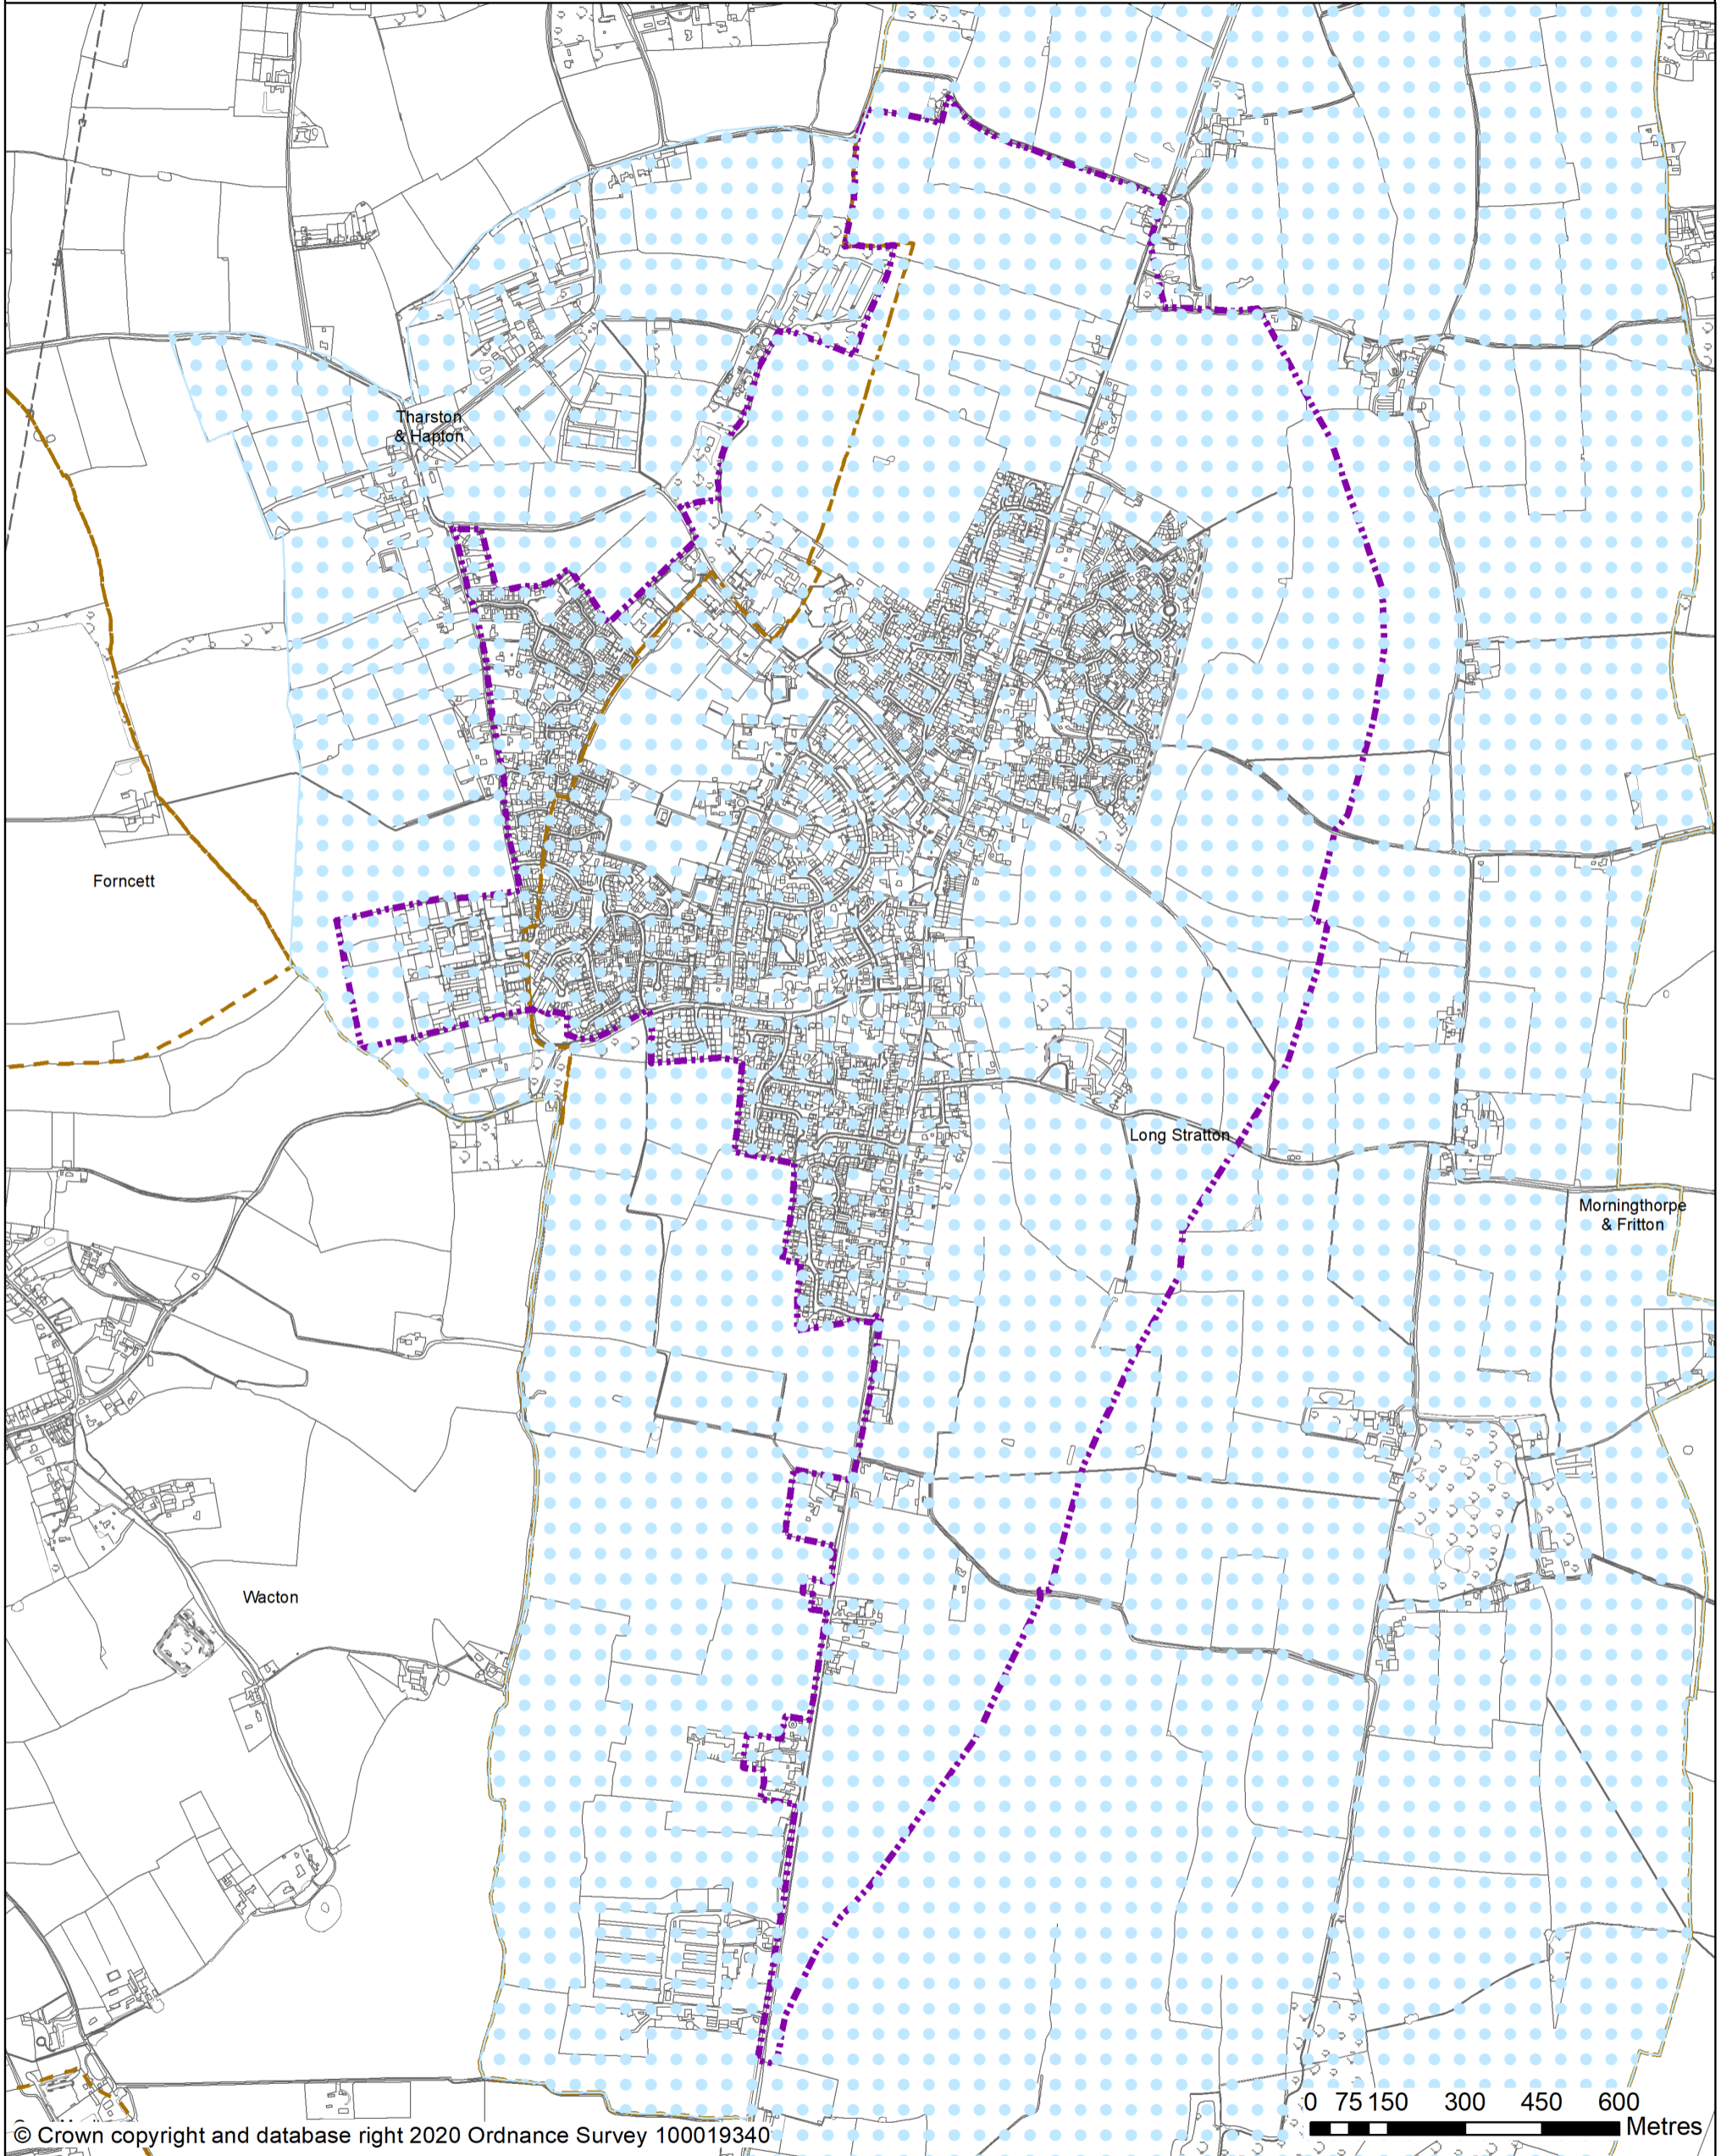 Tharston
& Hapton
Forncett
Long Stratton
Morningthorpe
& Fritton
Wacton
0 75 150 300 450 600
Metres
© Crown copyright and database right 2020 Ordnance Survey 100019340